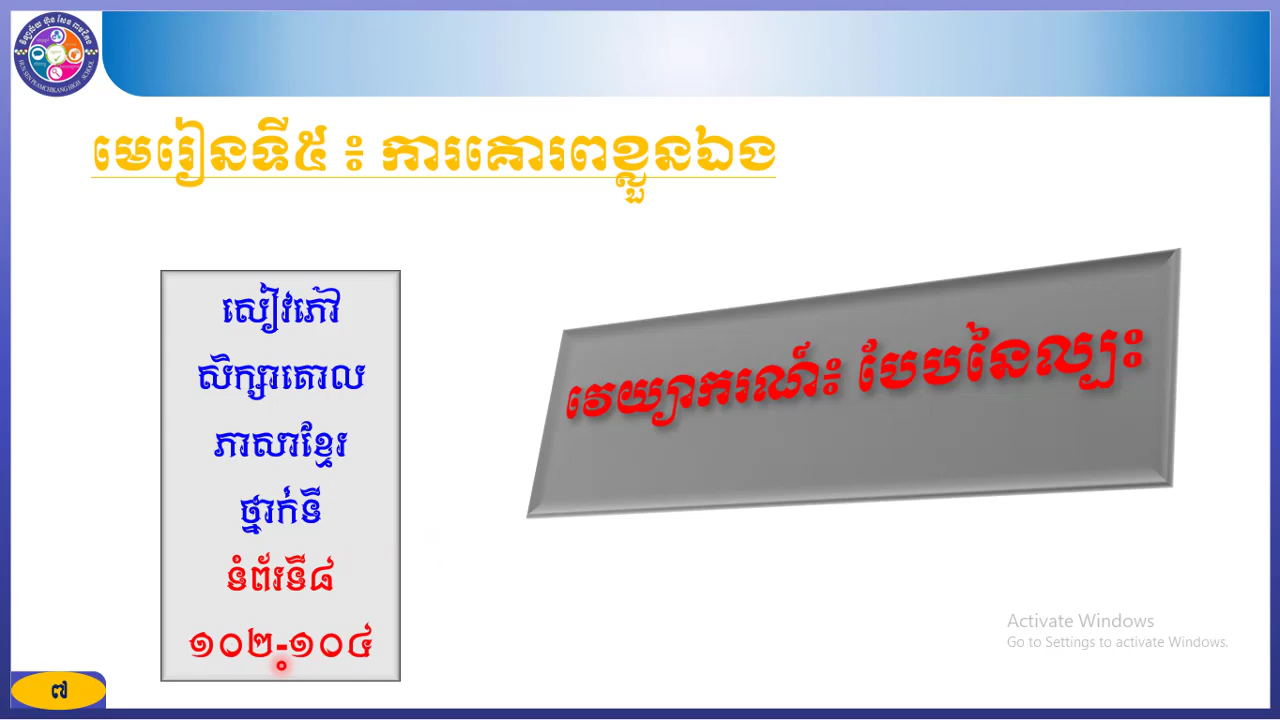 មេរៀនទី៥ ៖ ការគោរពខ្លួនឯង
សៀវភៅ
សិក្សាគោល
ភាសាខ្មែរ
ថ្នាក់ទី
ទំព័រទី៨
១០២-១០៤
វេយ្យាករណ៍៖ បែបនៃល្បះ
Activate Windows
Go to Settings to activate Windows.
៧